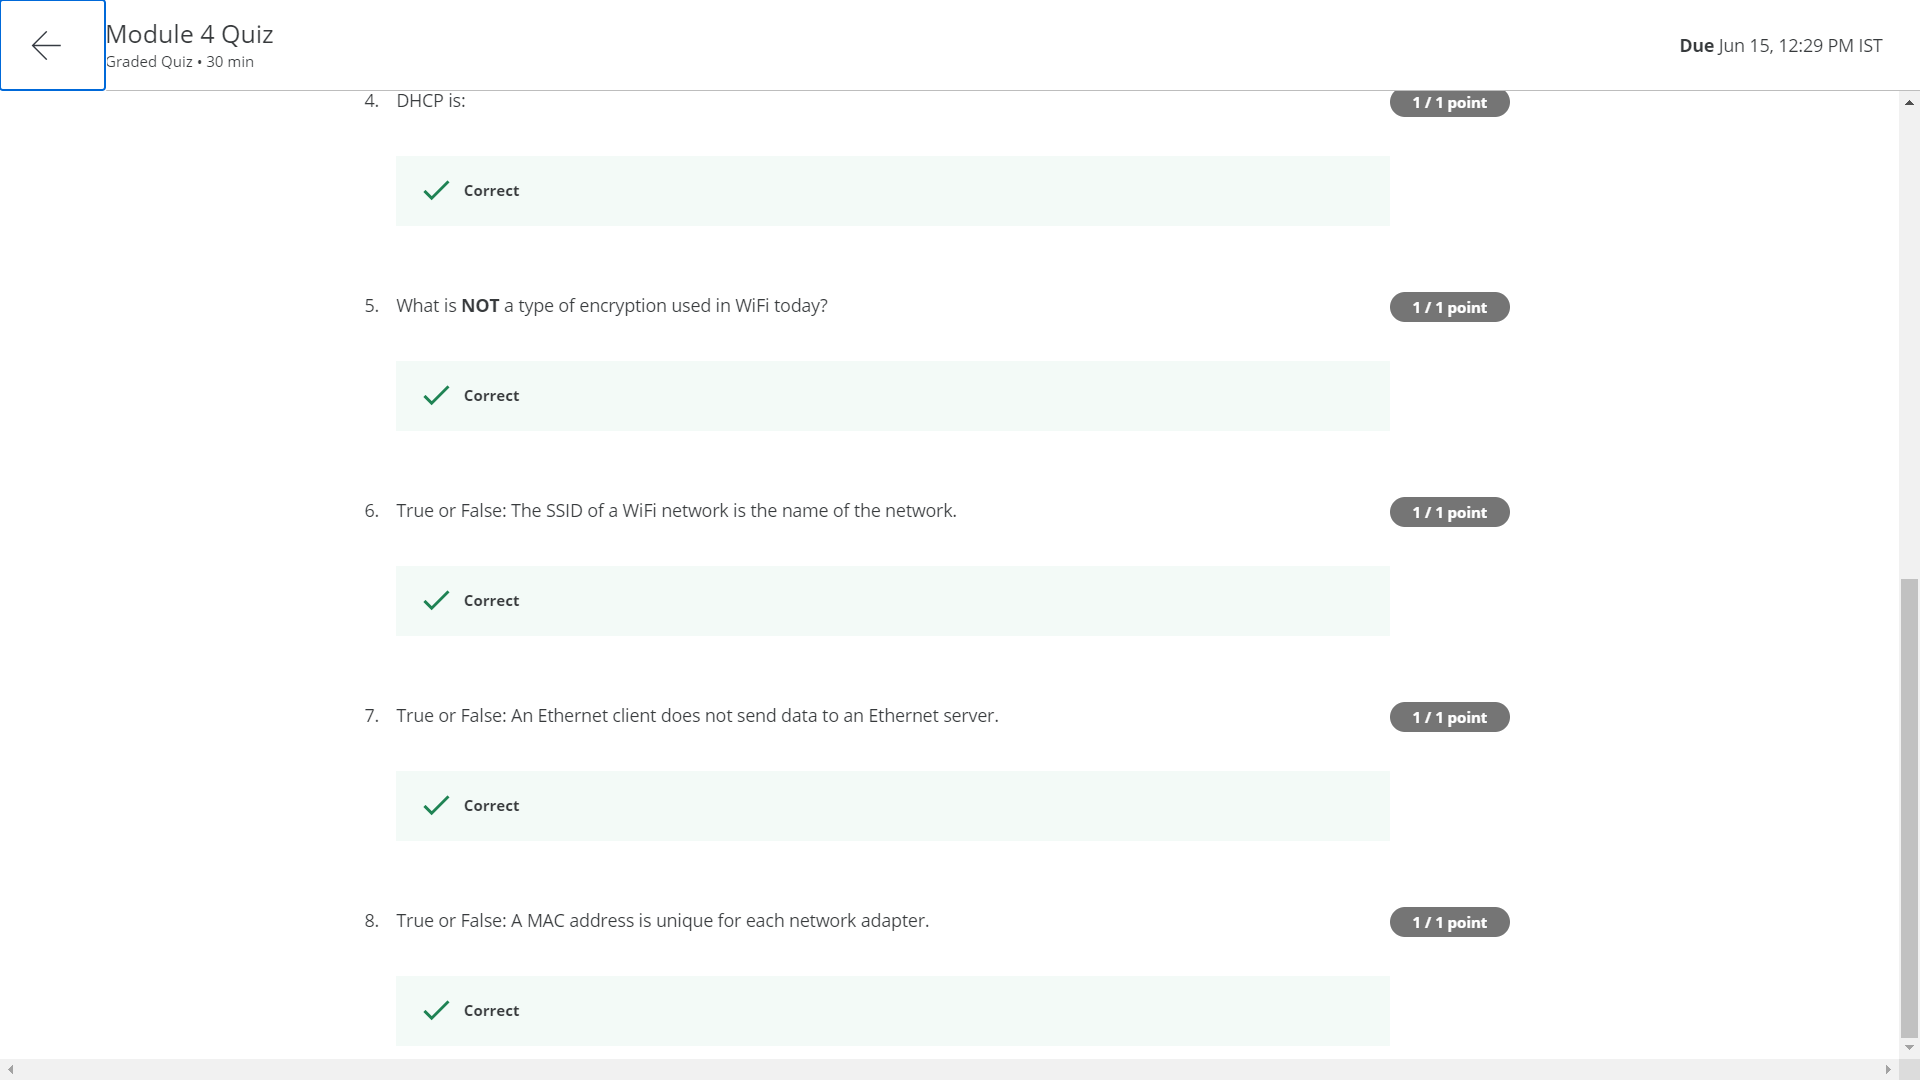 Module 4 Quiz
Graded Quiz • 30 min
Due Jun 15, 12:29 PM IST
4. DHCP is:
1 / 1 point
Correct
5. What is NOT a type of encryption used in WiFi today?
1 / 1 point
Correct
6. True or False: The SSID of a WiFi network is the name of the network.
1 / 1 point
Correct
7. True or False: An Ethernet client does not send data to an Ethernet server.
1 / 1 point
Correct
8. True or False: A MAC address is unique for each network adapter.
1 / 1 point
Correct